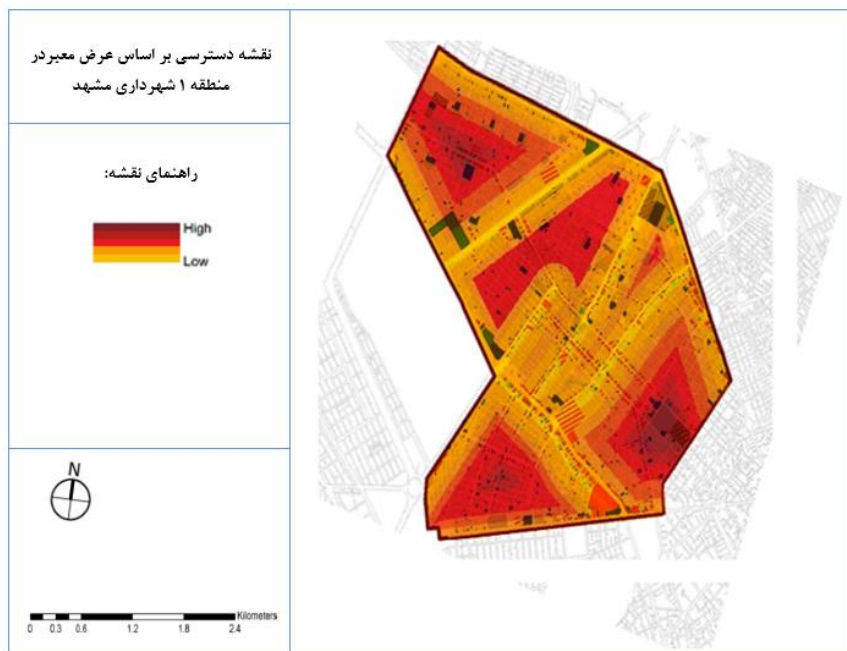 نقشه دسترسی بر اساس عرض معبردر
منطقه ۱ شهرداری مشهد
راهنمای نقشه:
High
Low
N
Kilometers
0 0.3 0.6 1.2 1.8 2.4